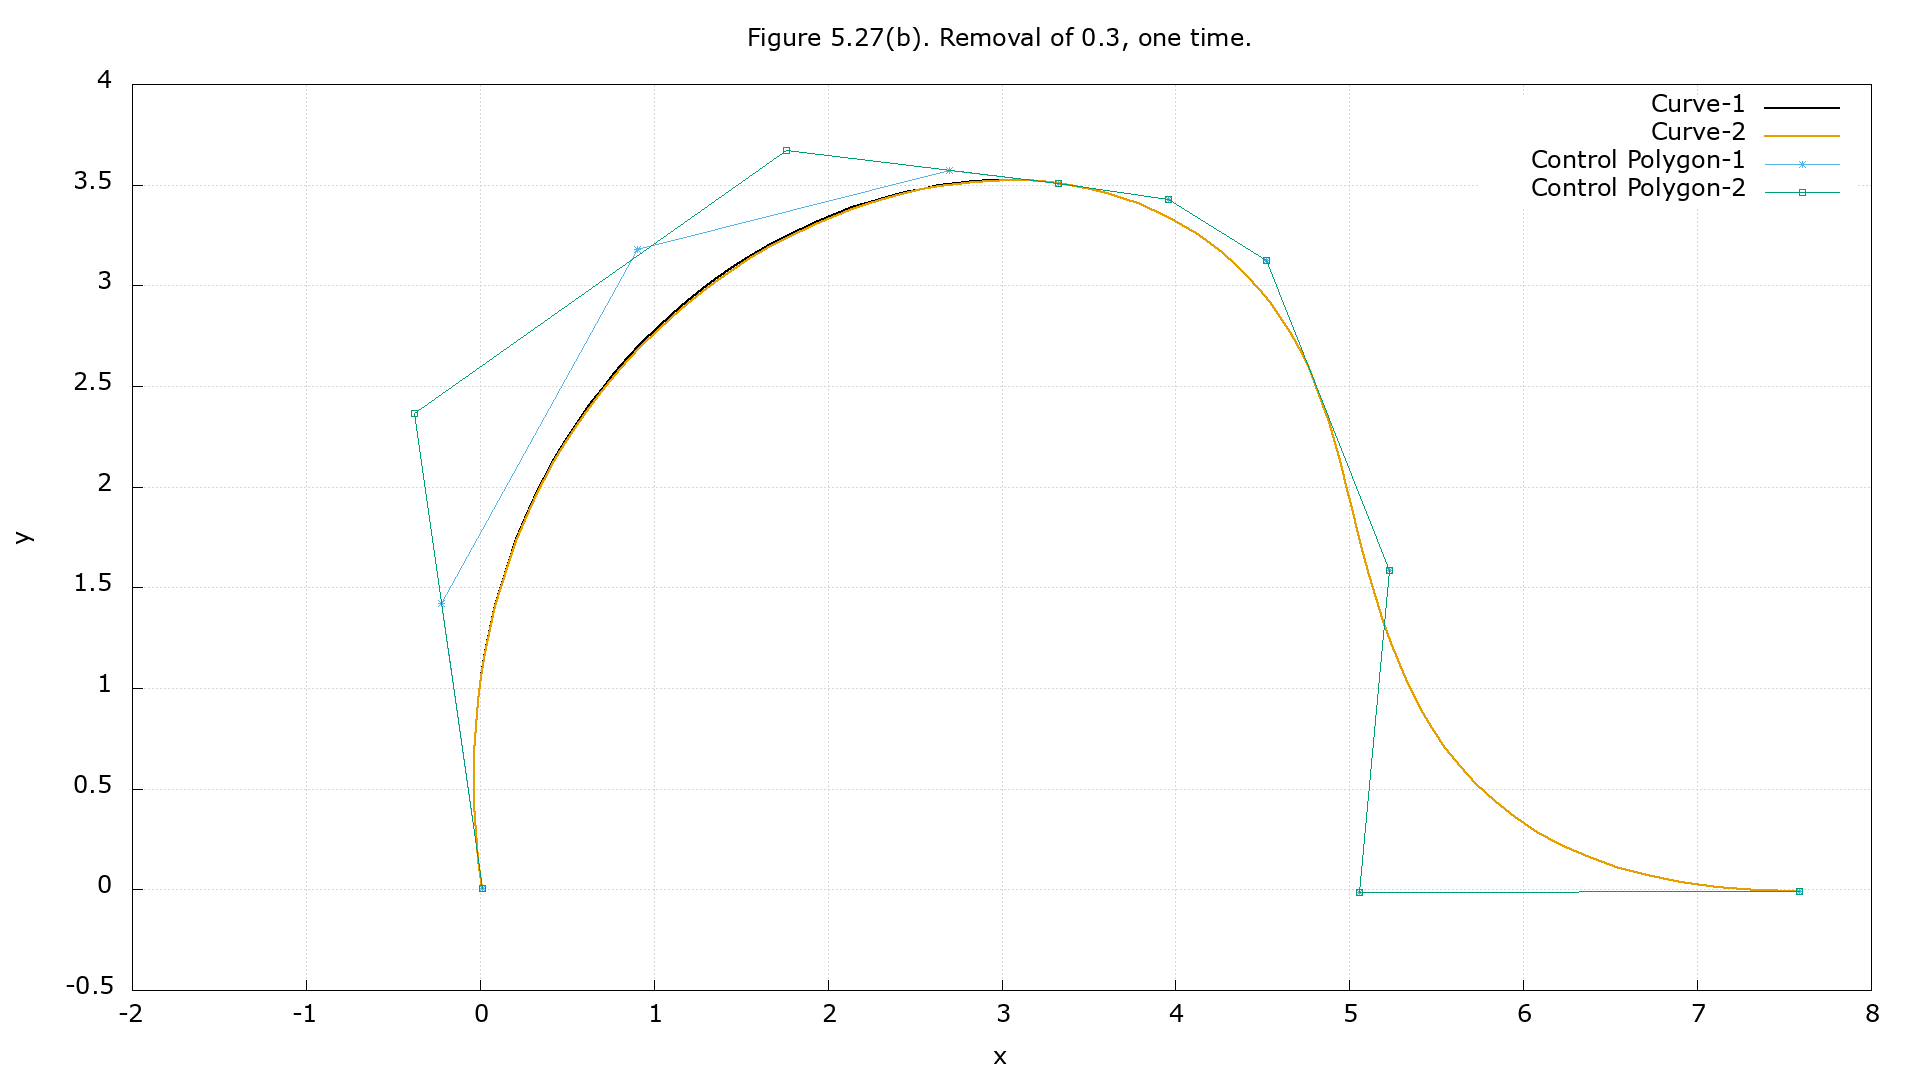 Figure 5.27(b). Removal of 0.3, one time.
Curve-1
Curve-2
Control Polygon-1
Control Polygon-2
4
3.5
3
2.5
2
1.5
1
0.5
0
-0.5
y
-2 -1 0 1 2 3 4 5 6 7 8
x